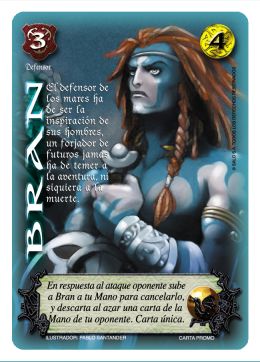 3
4
Defensor
BRAN
El defensor de
los mares ha
de ser la
inspiración de
sus hombres,
un forjador de
futuros jamás
ha de temer a
la aventura, ni
siquiera a la
muerte.
En respuesta al ataque oponente sube
a Bran a tu Mano para cancelarlo,
y descarta al azar una carta de la
Mano de tu oponente. Carta única.
ILUSTRADOR: PABLO SANTANDER
CARTA PROMO